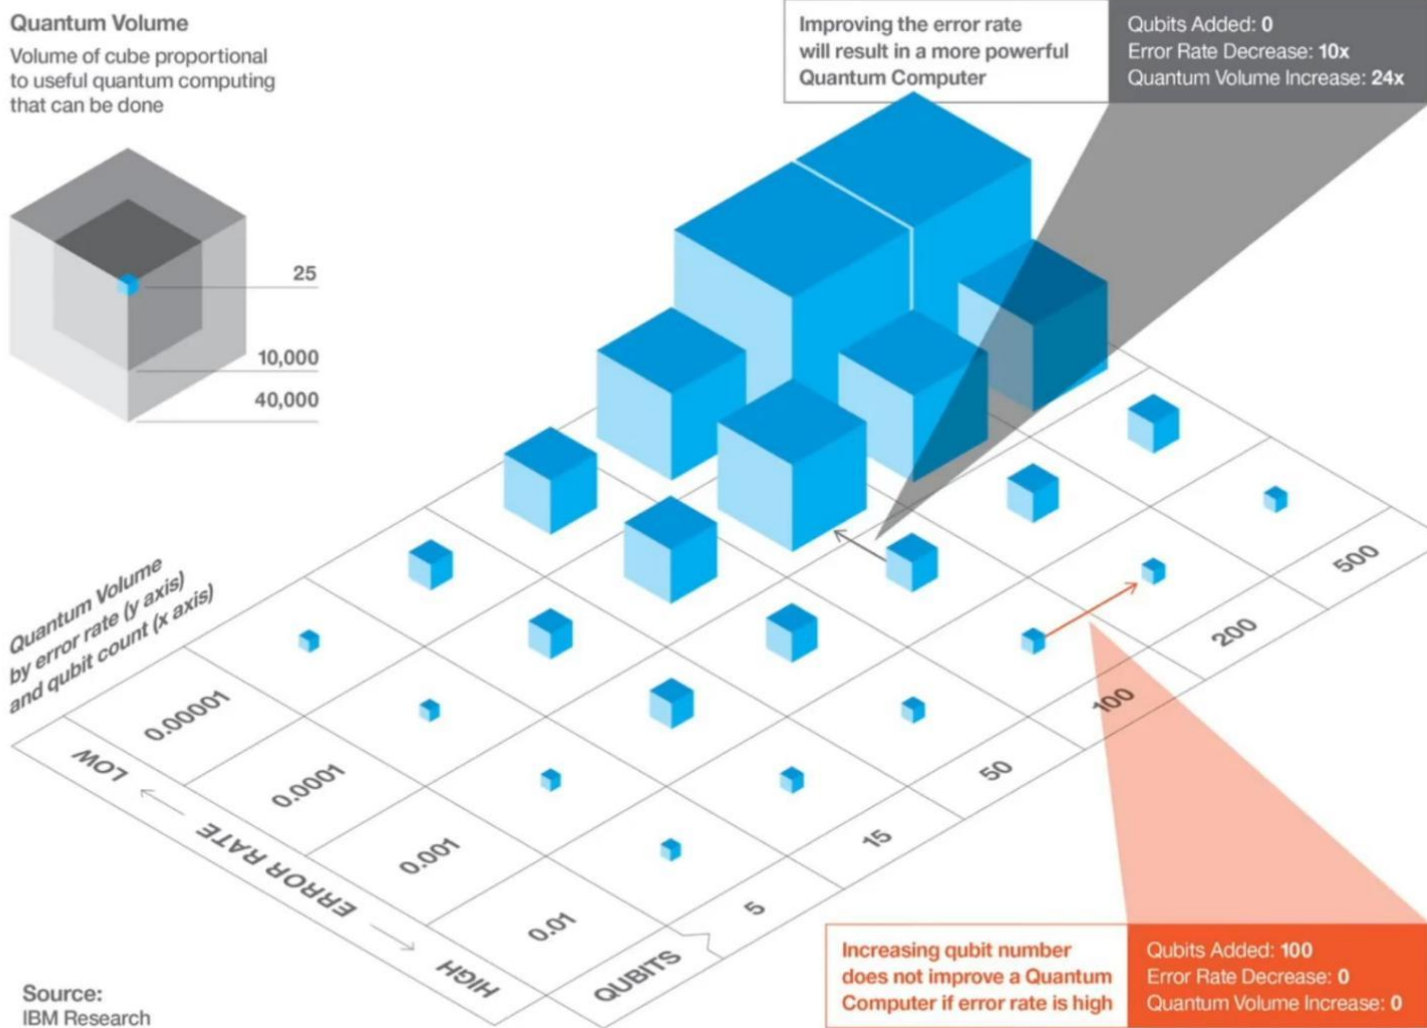 Quantum Volume
Volume of cube proportional
to useful quantum computing
that can be done
25
10,000
40,000
Improving the error rate
will result in a more powerful
Quantum Computer
Qubits Added: 0
Error Rate Decrease: 10x
Quantum Volume Increase: 24x
Quantum Volume
by error rate (y axis)
and qubit count (x axis)
0.00001
0.0001
0.001
0.01
LOW
ERROR RATE
HIGH
QUBITS
5
15
50
100
200
500
Increasing qubit number
does not improve a Quantum
Computer if error rate is high
Qubits Added: 100
Error Rate Decrease: 0
Quantum Volume Increase: 0
Source:
IBM Research